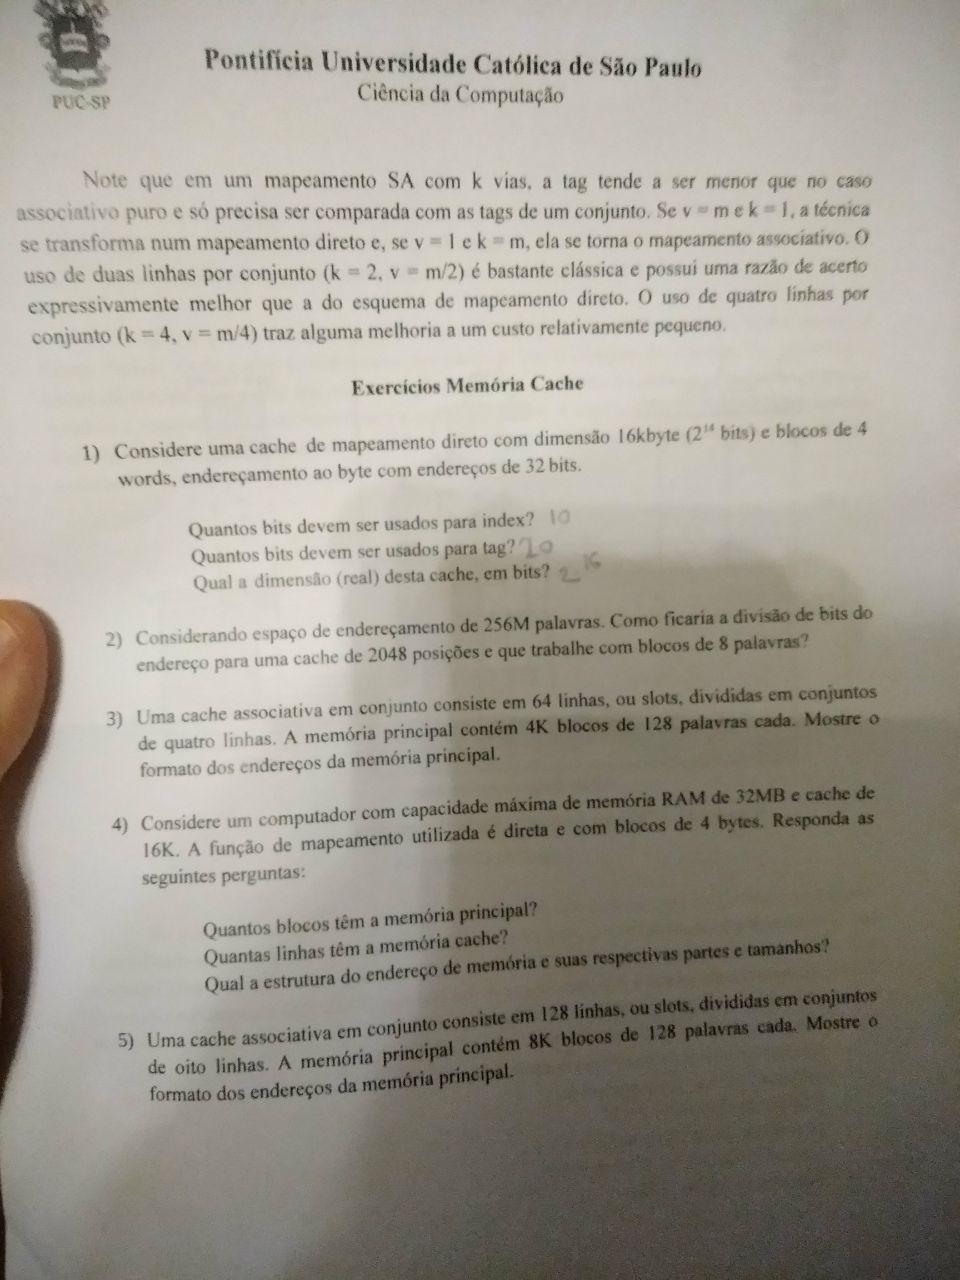 Pontifícia Universidade Católica de São Paulo
Ciência da Computação
PUC-SP
Note que em um mapeamento SA com k vias, a tag tende a ser menor que no caso
associativo puro e só precisa ser comparada com as tags de um conjunto. Se v = m e k = 1, a técnica
se transforma num mapeamento direto e, se v = 1 e k = m, ela se torna o mapeamento associativo. O
uso de duas linhas por conjunto (k = 2, v = m/2) é bastante clássica e possui uma razão de acerto
expressivamente melhor que a do esquema de mapeamento direto. O uso de quatro linhas por
conjunto (k = 4, v = m/4) traz alguma melhoria a um custo relativamente pequeno.
Exercícios Memória Cache
1) Considere uma cache de mapeamento direto com dimensão 16kbyte (2¹⁴ bits) e blocos de 4
words, endereçamento ao byte com endereços de 32 bits.
Quantos bits devem ser usados para index? 10
Quantos bits devem ser usados para tag? 20
Qual a dimensão (real) desta cache, em bits? 2¹⁶
2) Considerando espaço de endereçamento de 256M palavras. Como ficaria a divisão de bits do
endereço para uma cache de 2048 posições e que trabalhe com blocos de 8 palavras?
3) Uma cache associativa em conjunto consiste em 64 linhas, ou slots, divididas em conjuntos
de quatro linhas. A memória principal contém 4K blocos de 128 palavras cada. Mostre o
formato dos endereços da memória principal.
4) Considere um computador com capacidade máxima de memória RAM de 32MB e cache de
16K. A função de mapeamento utilizada é direta e com blocos de 4 bytes. Responda as
seguintes perguntas:
Quantos blocos têm a memória principal?
Quantas linhas têm a memória cache?
Qual a estrutura do endereço de memória e suas respectivas partes e tamanhos?
5) Uma cache associativa em conjunto consiste em 128 linhas, ou slots, divididas em conjuntos
de oito linhas. A memória principal contém 8K blocos de 128 palavras cada. Mostre o
formato dos endereços da memória principal.